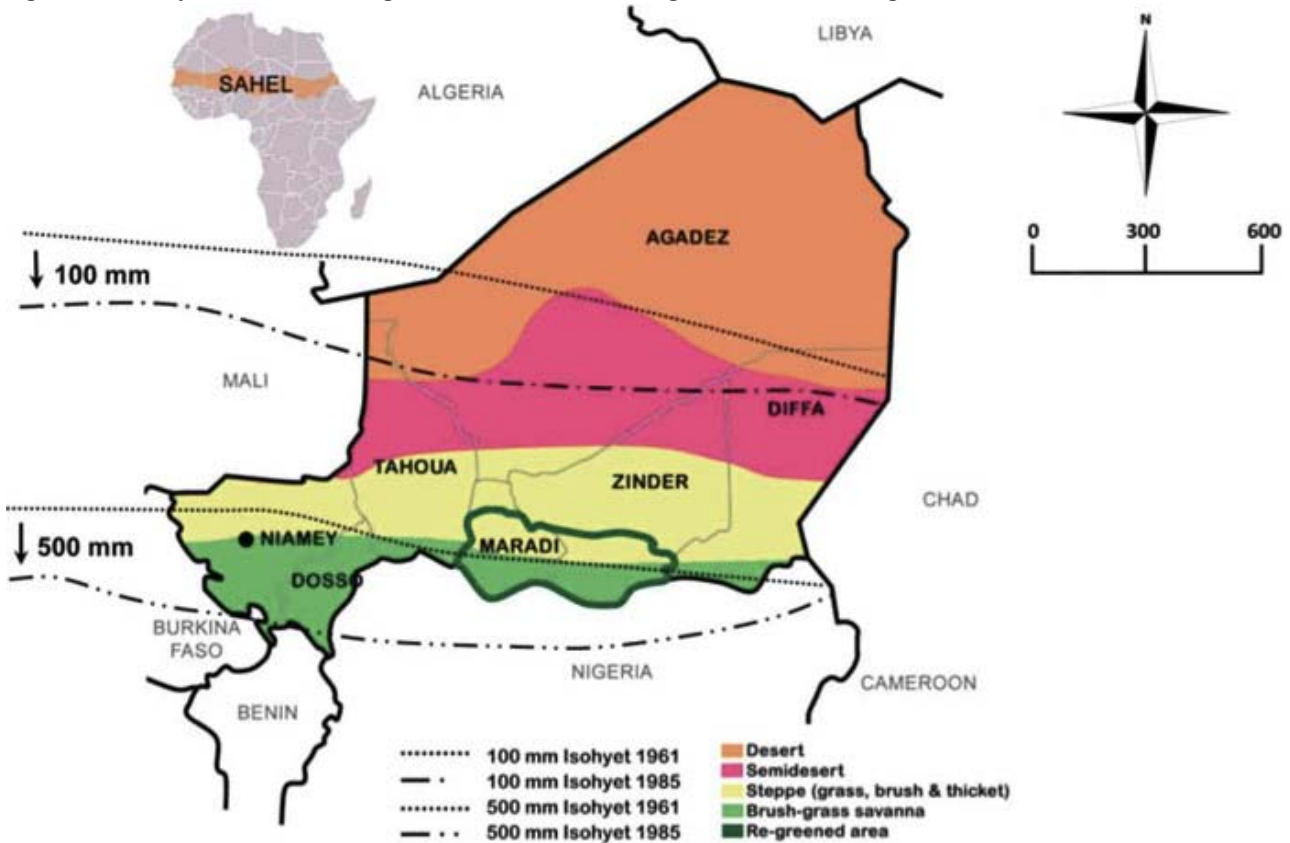 N
LIBYA
SAHEL
ALGERIA
0 300 600
AGADEZ
100 mm
MALI
DIFFA
TAHOUA
ZINDER
CHAD
500 mm
NIAMEY
MARADI
DOSSO
BURKINA
FASO
NIGERIA
CAMEROON
BENIN
100 mm Isohyet 1961
100 mm Isohyet 1985
500 mm Isohyet 1961
500 mm Isohyet 1985
Desert
Semidesert
Steppe (grass, brush & thicket)
Brush-grass savanna
Re-greened area